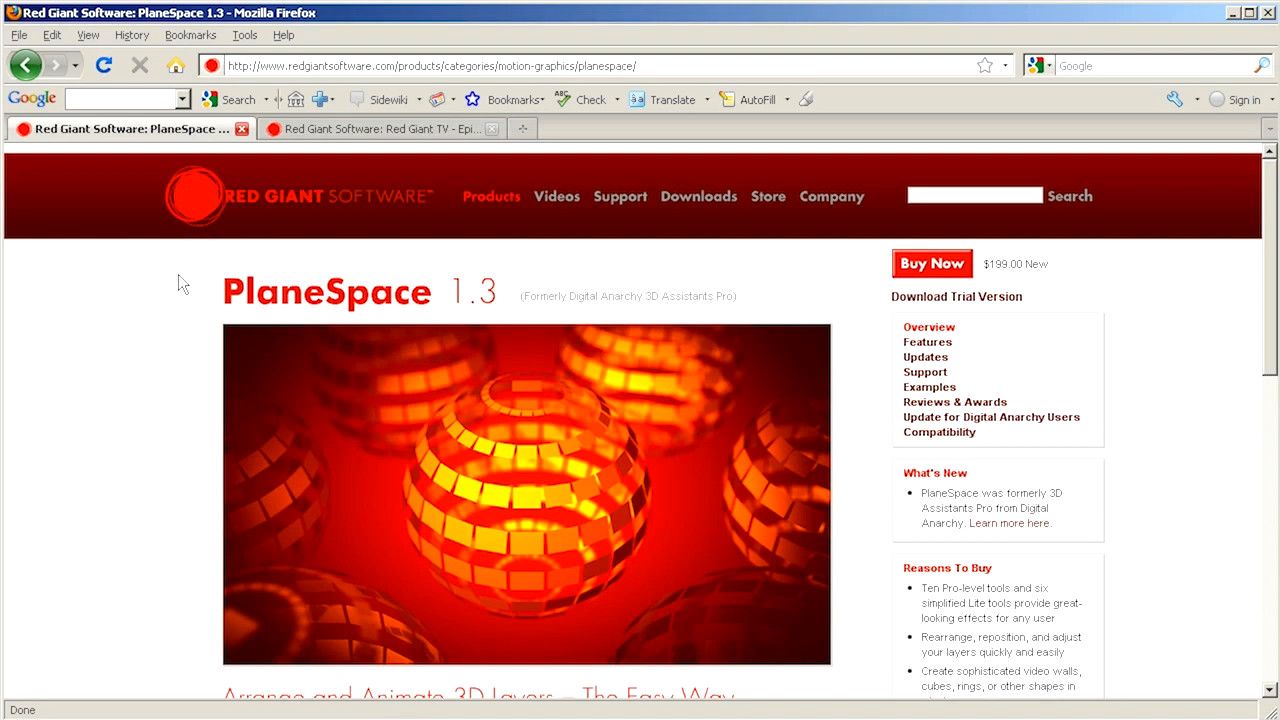 Red Giant Software: PlaneSpace 1.3 - Mozilla Firefox
File Edit View History Bookmarks Tools Help
http://www.redgiantsoftware.com/products/categories/motion-graphics/planespace/
Google
Google Search Sidewiki Bookmarks ABC Check Translate AutoFill Sign in
Red Giant Software: PlaneSpace ... Red Giant Software: Red Giant TV - Epi...
RED GIANT SOFTWARE™ Products Videos Support Downloads Store Company Search
Buy Now $199.00 New
PlaneSpace 1.3 (Formerly Digital Anarchy 3D Assistants Pro)
Download Trial Version
Overview
Features
Updates
Support
Examples
Reviews & Awards
Update for Digital Anarchy Users
Compatibility
What's New
PlaneSpace was formerly 3D
Assistants Pro from Digital
Anarchy. Learn more here.
Reasons To Buy
Ten Pro-level tools and six
simplified Lite tools provide great-
looking effects for any user
Rearrange, reposition, and adjust
your layers quickly and easily
Create sophisticated video walls,
cubes, rings, or other shapes in
Arrange and Animate 3D Layers – The Easy Way
Done